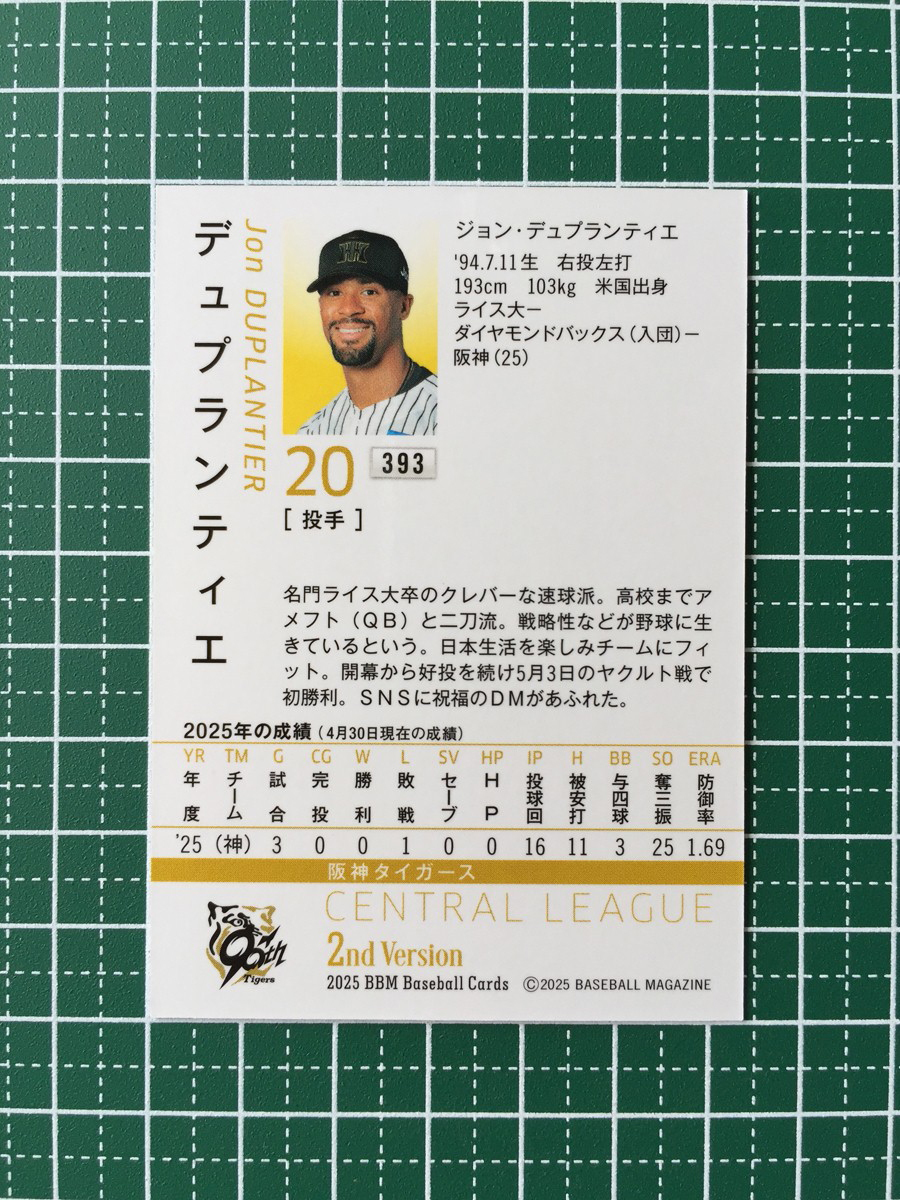 デュプランティエ
Jon DUPLANTIER
ジョン・デュプランティエ
'94.7.11生 右投左打
193cm 103kg 米国出身
ライス大ー
ダイヤモンドバックス(入団)ー
阪神(25)
20
393
[ 投手 ]
名門ライス大卒のクレバーな速球派。高校までア
メフト(QB)と二刀流。戦略性などが野球に生
きているという。日本生活を楽しみチームにフィ
ット。開幕から好投を続け5月3日のヤクルト戦で
初勝利。SNSに祝福のDMがあふれた。
2025年の成績(4月30日現在の成績)
YR TM G CG W L SV HP IP H BB SO ERA
年度 チーム 試合 完投 勝利 敗戦 セーブ HP 投球回 被安打 与四球 奪三振 防御率
'25 (神) 3 0 0 1 0 0 16 11 3 25 1.69
阪神タイガース
CENTRAL LEAGUE
90th
Tigers
2nd Version
2025 BBM Baseball Cards ©2025 BASEBALL MAGAZINE